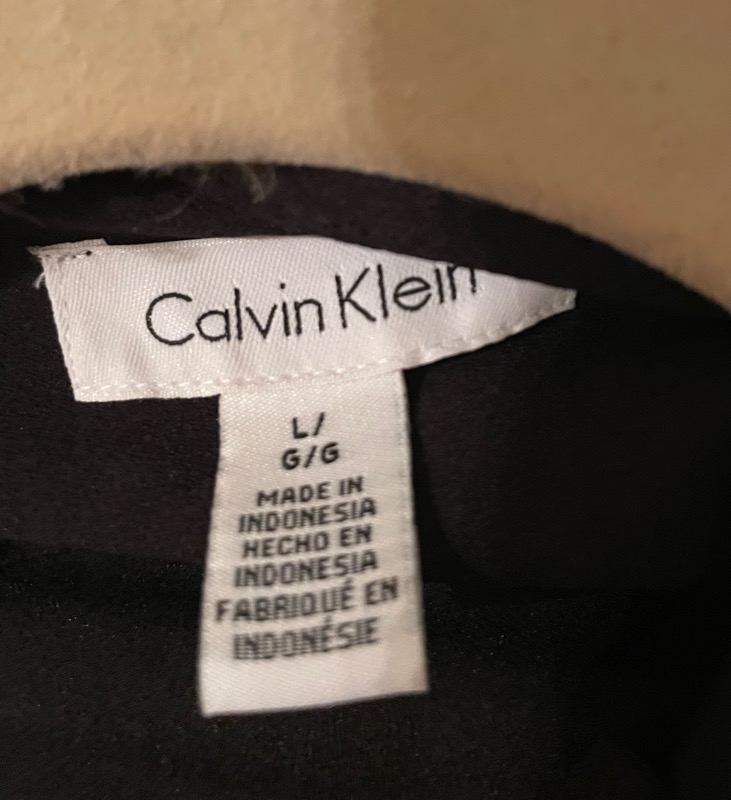 Calvin Klein
L/
G/G
MADE IN
INDONESIA
HECHO EN
INDONESIA
FABRIQUÉ EN
INDONÉSIE